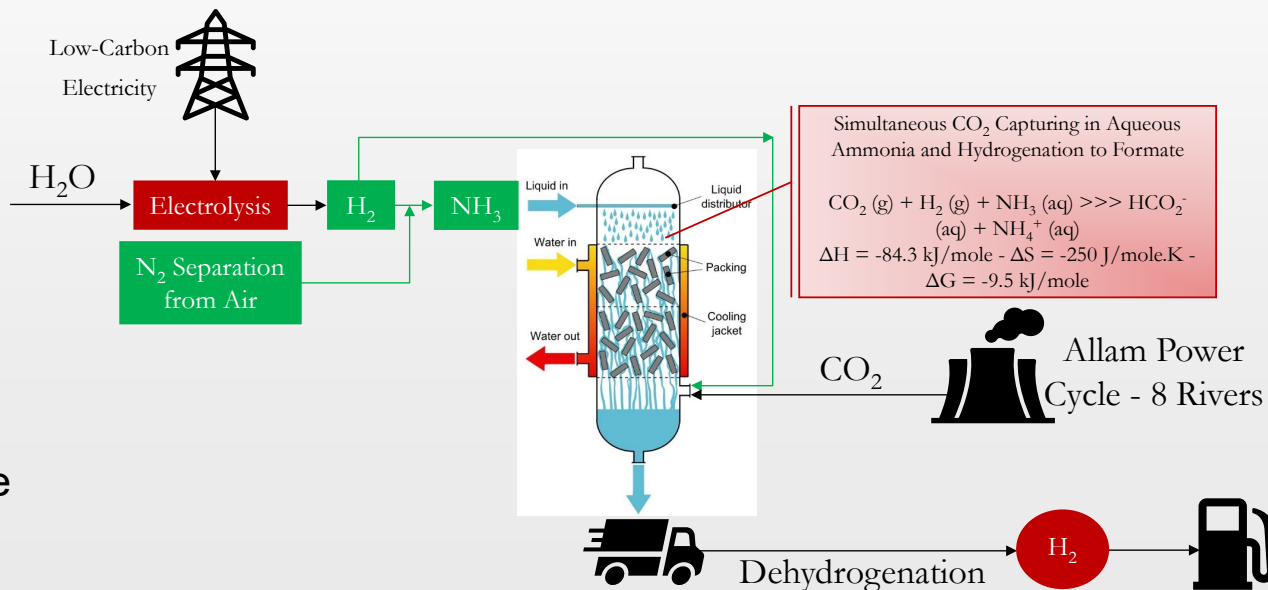 Low-Carbon
Electricity
H₂O
Electrolysis
H₂
NH₃
N₂ Separation
from Air
Liquid in
Liquid
distributor
Water in
Packing
Water out
Cooling
jacket
Simultaneous CO₂ Capturing in Aqueous
Ammonia and Hydrogenation to Formate
CO₂ (g) + H₂ (g) + NH₃ (aq) >>> HCO₂⁻
(aq) + NH₄⁺ (aq)
ΔH = -84.3 kJ/mole - ΔS = -250 J/mole.K -
ΔG = -9.5 kJ/mole
CO₂
Allam Power
Cycle - 8 Rivers
e
Dehydrogenation
H₂